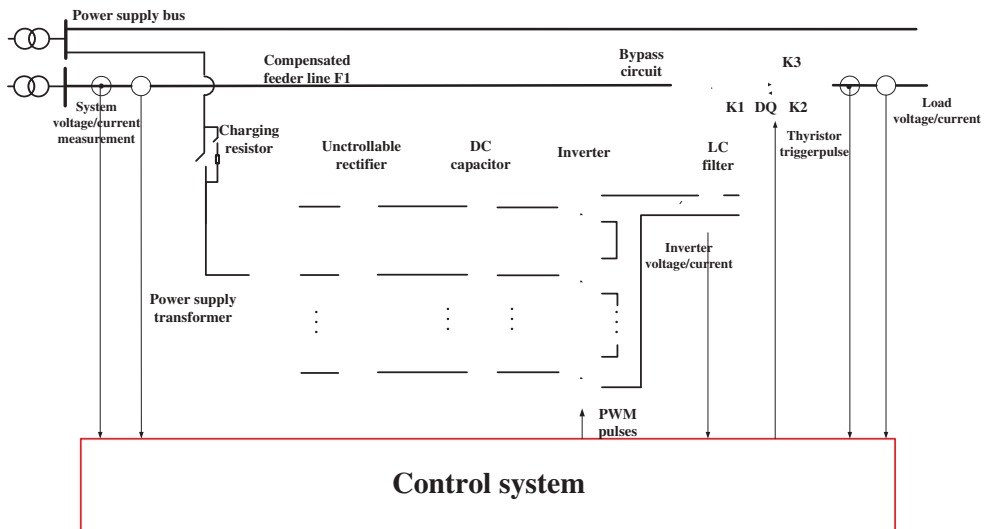 Power supply bus
Compensated
feeder line F1
Bypass
circuit
K3
System
voltage/current
measurement
K1 DQ K2
Load
voltage/current
Charging
resistor
Thyristor
triggerpulse
Unctrollable
rectifier
DC
capacitor
Inverter
LC
filter
Inverter
voltage/current
Power supply
transformer
PWM
pulses
Control system